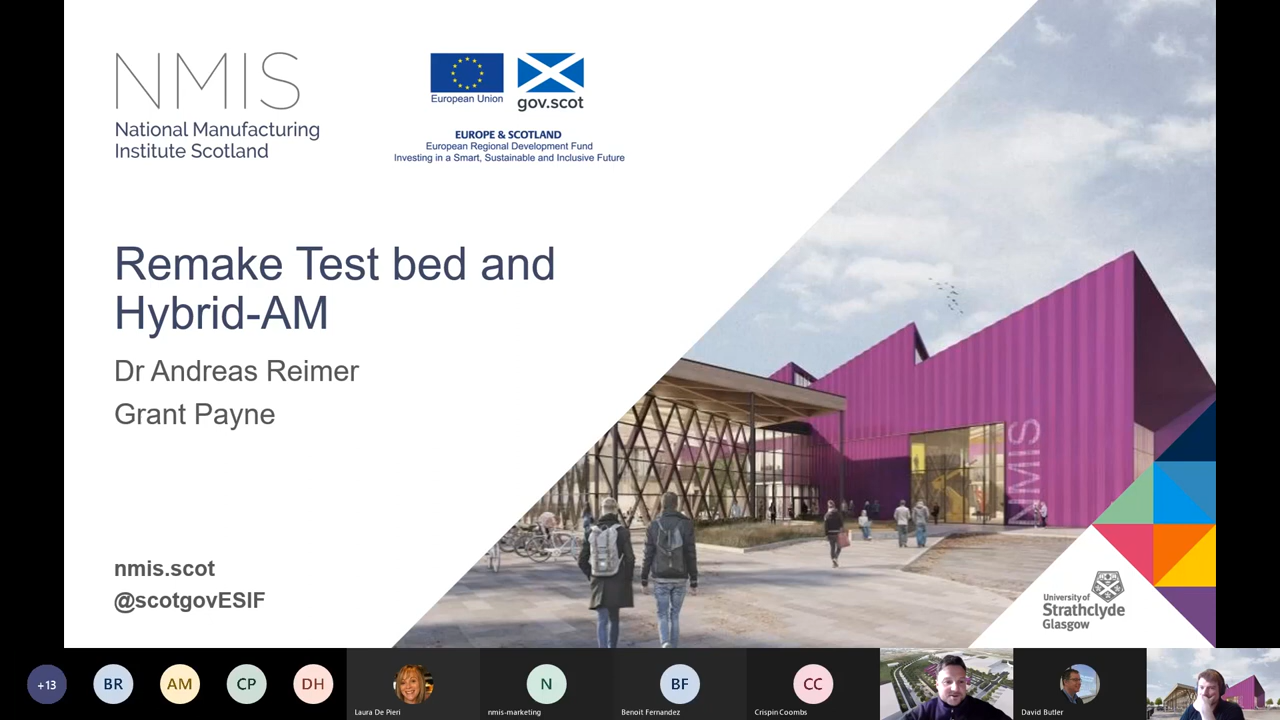 NMIS
National Manufacturing
Institute Scotland
European Union
gov.scot
EUROPE & SCOTLAND
European Regional Development Fund
Investing in a Smart, Sustainable and Inclusive Future
Remake Test bed and
Hybrid-AM
Dr Andreas Reimer
Grant Payne
nmis.scot
@scotgovESIF
NMIS
University of
Strathclyde
Glasgow
+13
BR
AM
CP
DH
Laura De Pieri
N
nmis-marketing
BF
Benoit Fernandez
CC
Crispin Coombs
David Butler